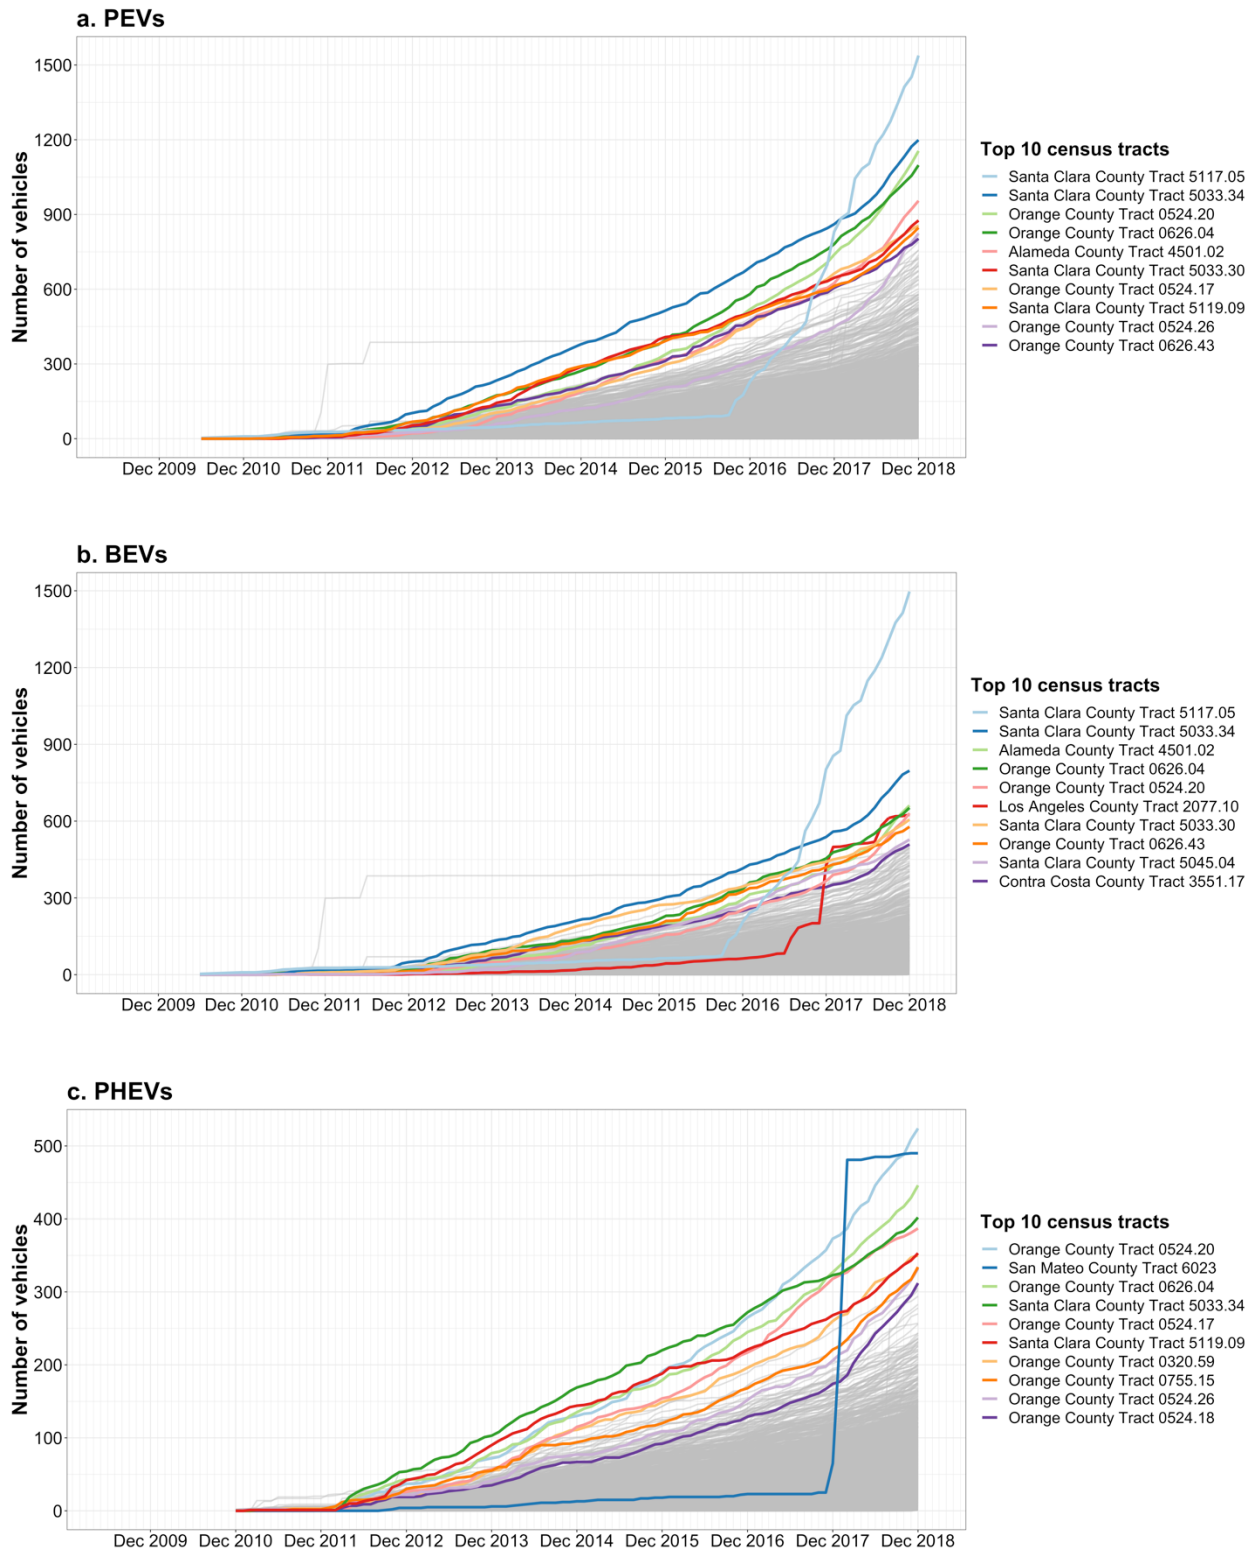 a. PEVs
Number of vehicles
1500
1200
900
600
300
0
Dec 2009 Dec 2010 Dec 2011 Dec 2012 Dec 2013 Dec 2014 Dec 2015 Dec 2016 Dec 2017 Dec 2018
Top 10 census tracts
Santa Clara County Tract 5117.05
Santa Clara County Tract 5033.34
Orange County Tract 0524.20
Orange County Tract 0626.04
Alameda County Tract 4501.02
Santa Clara County Tract 5033.30
Orange County Tract 0524.17
Santa Clara County Tract 5119.09
Orange County Tract 0524.26
Orange County Tract 0626.43
b. BEVs
Number of vehicles
1500
1200
900
600
300
0
Dec 2009 Dec 2010 Dec 2011 Dec 2012 Dec 2013 Dec 2014 Dec 2015 Dec 2016 Dec 2017 Dec 2018
Top 10 census tracts
Santa Clara County Tract 5117.05
Santa Clara County Tract 5033.34
Alameda County Tract 4501.02
Orange County Tract 0626.04
Orange County Tract 0524.20
Los Angeles County Tract 2077.10
Santa Clara County Tract 5033.30
Orange County Tract 0626.43
Santa Clara County Tract 5045.04
Contra Costa County Tract 3551.17
c. PHEVs
Number of vehicles
500
400
300
200
100
0
Dec 2009 Dec 2010 Dec 2011 Dec 2012 Dec 2013 Dec 2014 Dec 2015 Dec 2016 Dec 2017 Dec 2018
Top 10 census tracts
Orange County Tract 0524.20
San Mateo County Tract 6023
Orange County Tract 0626.04
Santa Clara County Tract 5033.34
Orange County Tract 0524.17
Santa Clara County Tract 5119.09
Orange County Tract 0320.59
Orange County Tract 0755.15
Orange County Tract 0524.26
Orange County Tract 0524.18